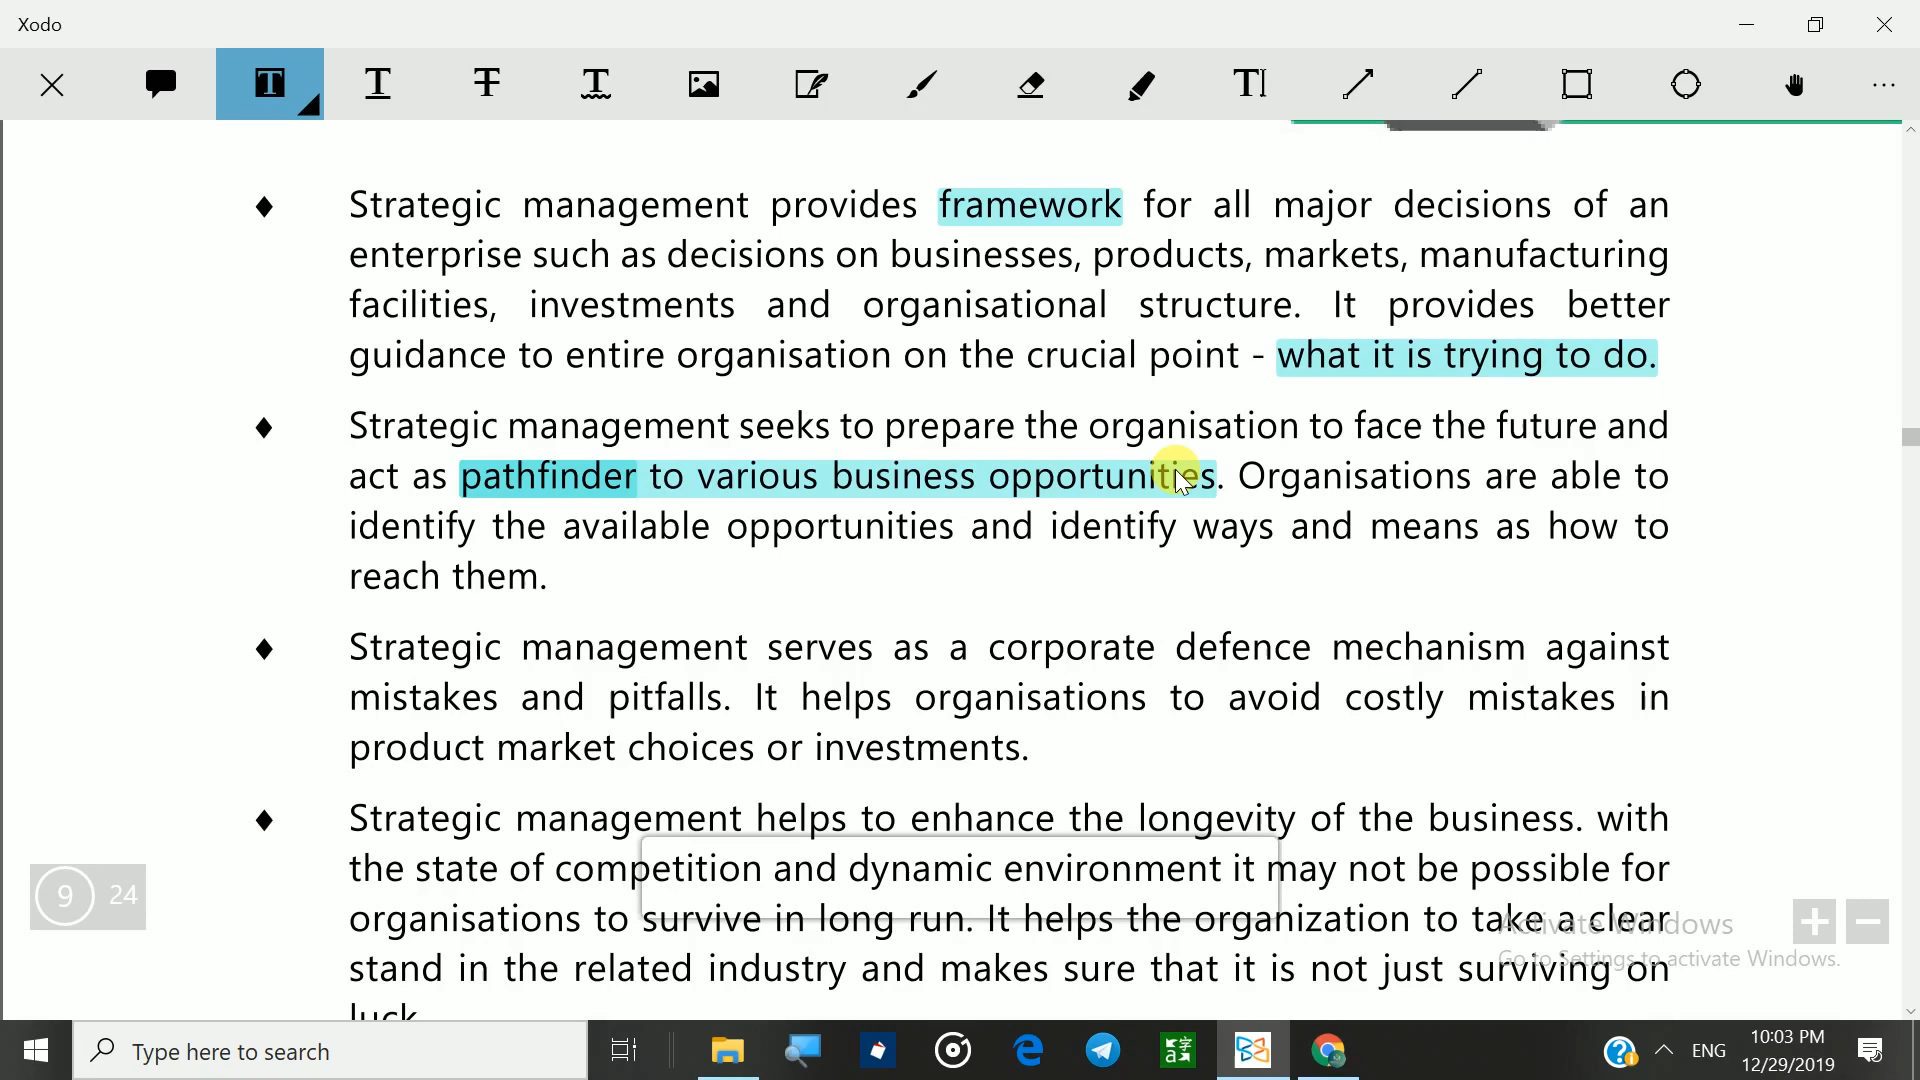 Xodo
♦ Strategic management provides framework for all major decisions of an
enterprise such as decisions on businesses, products, markets, manufacturing
facilities, investments and organisational structure. It provides better
guidance to entire organisation on the crucial point - what it is trying to do.
♦ Strategic management seeks to prepare the organisation to face the future and
act as pathfinder to various business opportunities. Organisations are able to
identify the available opportunities and identify ways and means as how to
reach them.
♦ Strategic management serves as a corporate defence mechanism against
mistakes and pitfalls. It helps organisations to avoid costly mistakes in
product market choices or investments.
♦ Strategic management helps to enhance the longevity of the business. with
the state of competition and dynamic environment it may not be possible for
organisations to survive in long run. It helps the organization to take a clear
stand in the related industry and makes sure that it is not just surviving on
luck.
9 24
Activate Windows
Go to Settings to activate Windows.
Type here to search
ENG
10:03 PM
12/29/2019